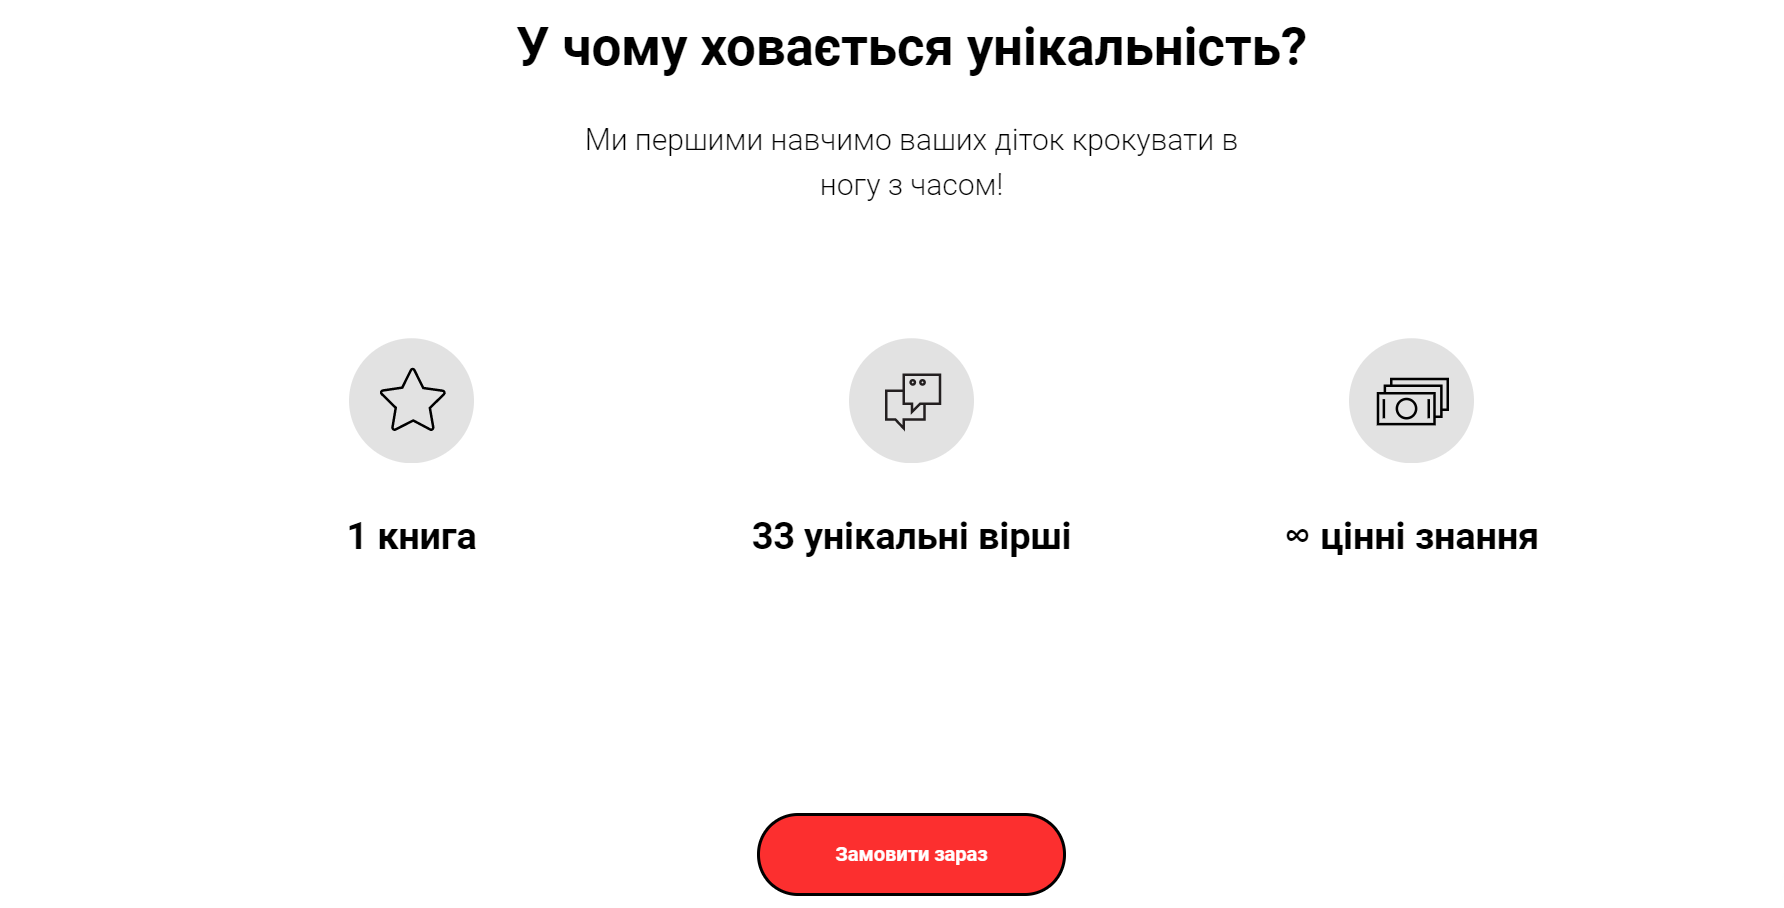 У чому ховається унікальність?
Ми першими навчимо ваших діток крокувати в
ногу з часом!
1 книга
33 унікальні вірші
∞ цінні знання
Замовити зараз